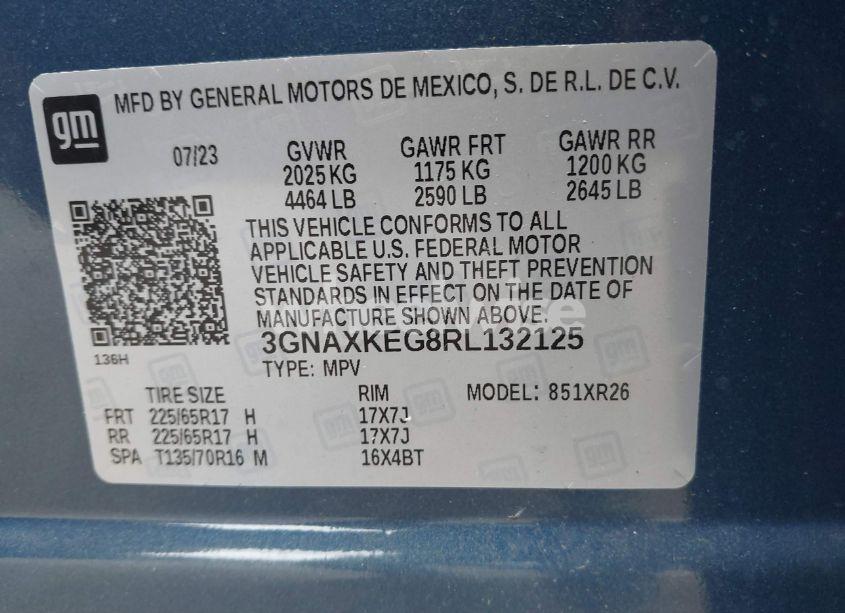 gm
MFD BY GENERAL MOTORS DE MEXICO, S. DE R.L. DE C.V.
07/23 GVWR GAWR FRT GAWR RR
2025 KG 1175 KG 1200 KG
4464 LB 2590 LB 2645 LB
THIS VEHICLE CONFORMS TO ALL
APPLICABLE U.S. FEDERAL MOTOR
VEHICLE SAFETY AND THEFT PREVENTION
STANDARDS IN EFFECT ON THE DATE OF
MANUFACTURE SHOWN ABOVE.
136H
3GNAXKEG8RL132125
TYPE: MPV
TIRE SIZE RIM MODEL: 851XR26
FRT 225/65R17 H 17X7J
RR 225/65R17 H 17X7J
SPA T135/70R16 M 16X4BT